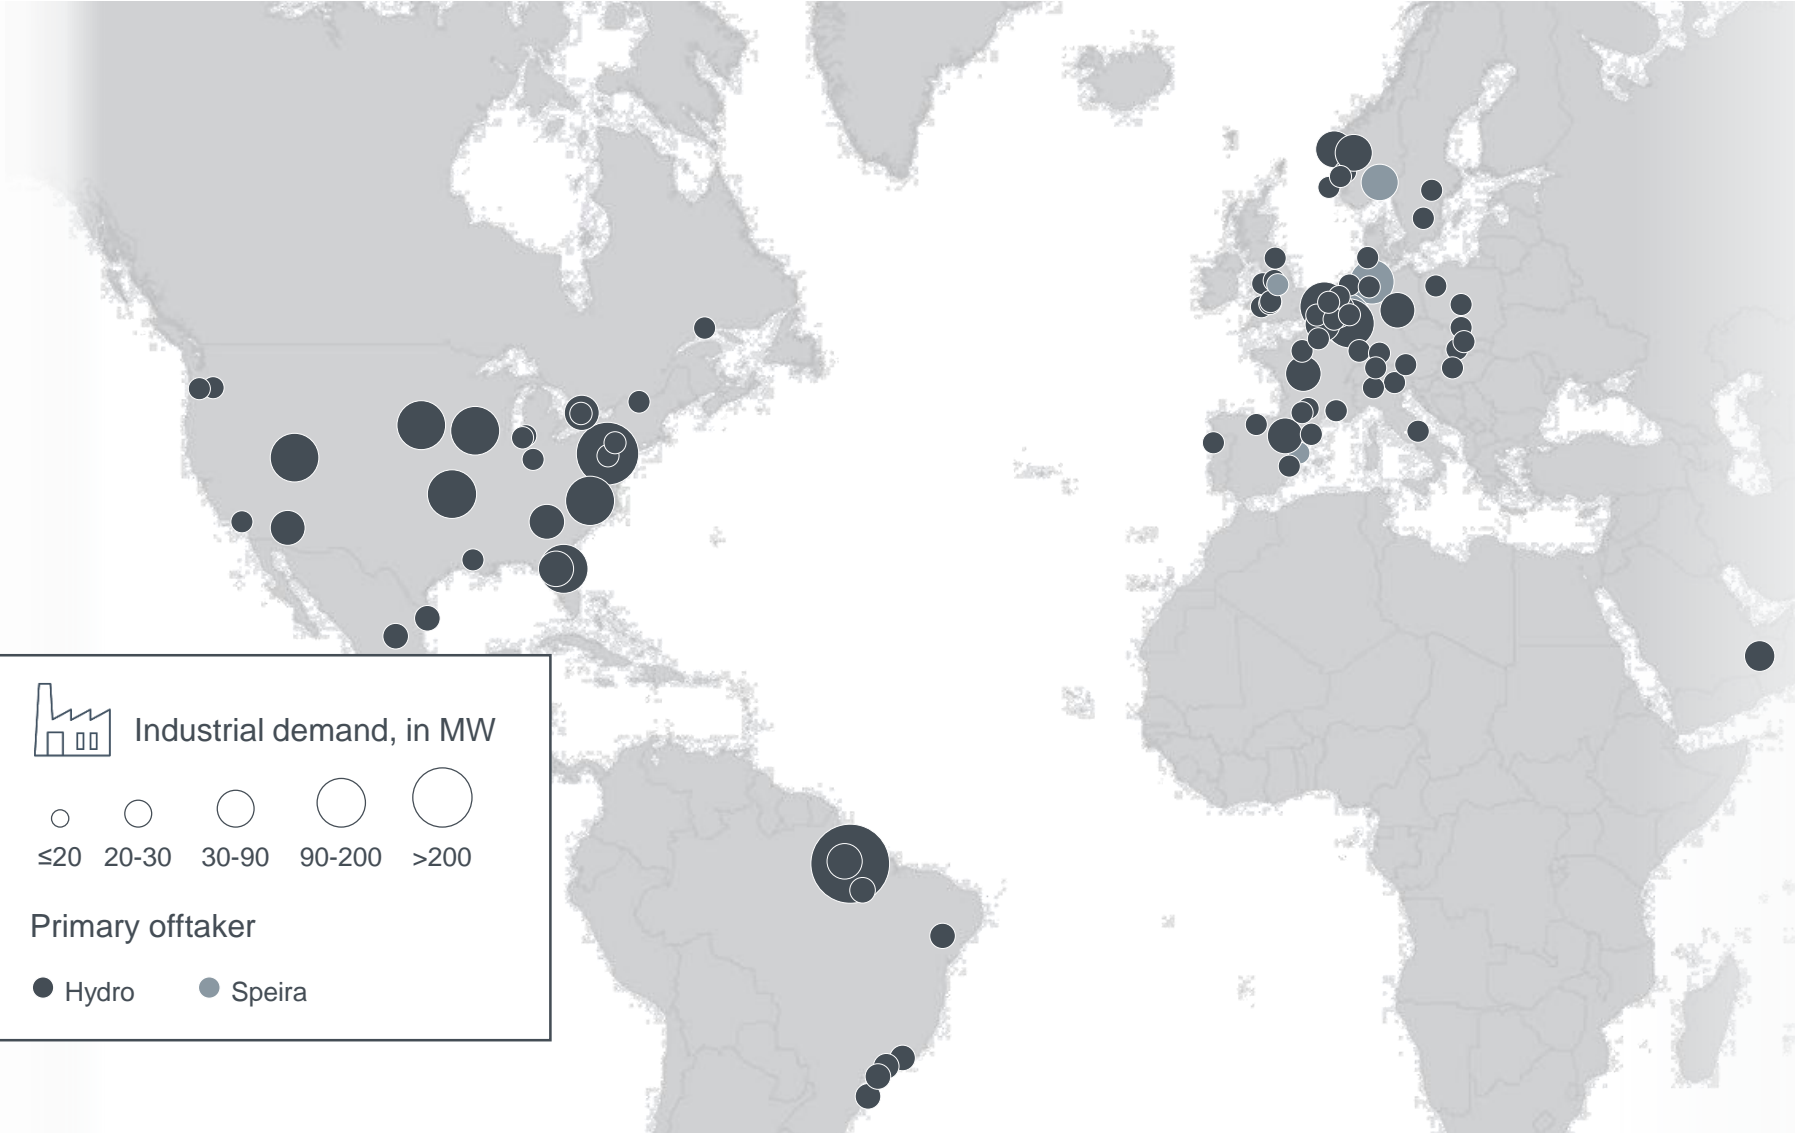 Industrial demand, in MW
≤20 20-30 30-90 90-200 >200
Primary offtaker
Hydro Speira